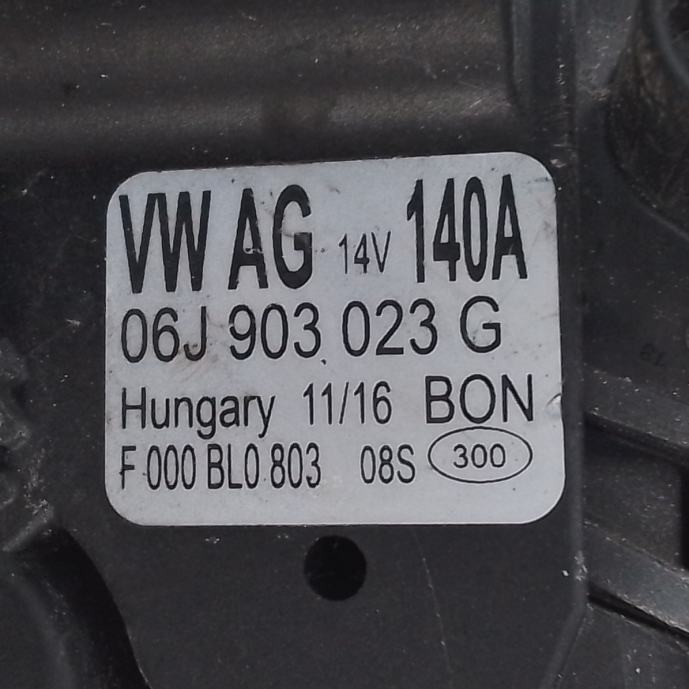 VW AG 14V 140A
06J 903 023 G
Hungary 11/16 BON
F 000 BL0 803 08S 300